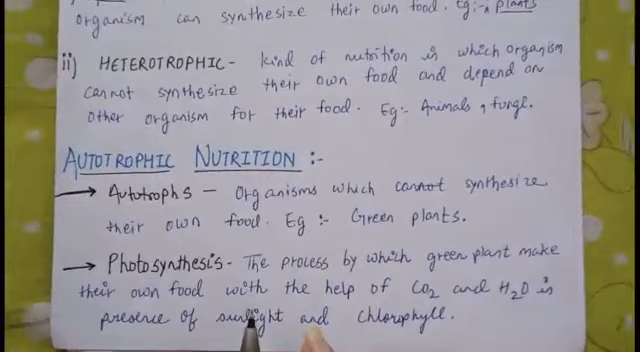 organism can synthesize their own food. Eg:- plants
ii) HETEROTROPHIC- kind of nutrition in which organism
cannot synthesize their own food and depend on
other organism for their food. Eg:- Animals, fungi.
AUTOTROPHIC NUTRITION :-
→ Autotrophs - Organisms which cannot synthesize
their own food. Eg :- Green plants.
→ Photosynthesis- The process by which green plant make
their own food with the help of CO2 and H2O in
presence of sunlight and chlorophyll.